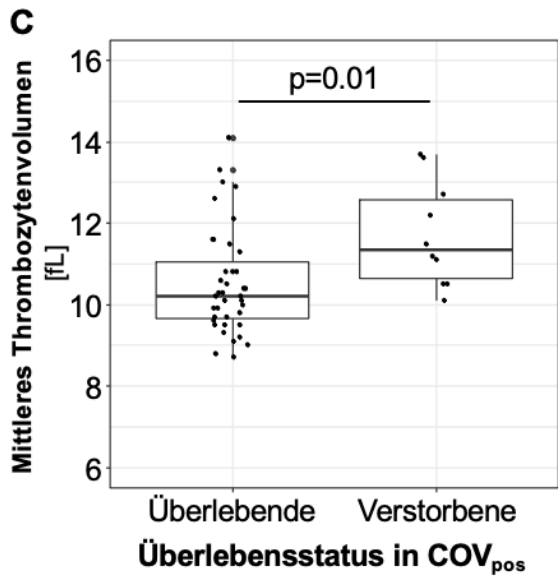 C
Mittleres Thrombozytenvolumen
[fL]
16
14
12
10
8
6
p=0.01
Überlebende Verstorbene
Überlebensstatus in COVpos